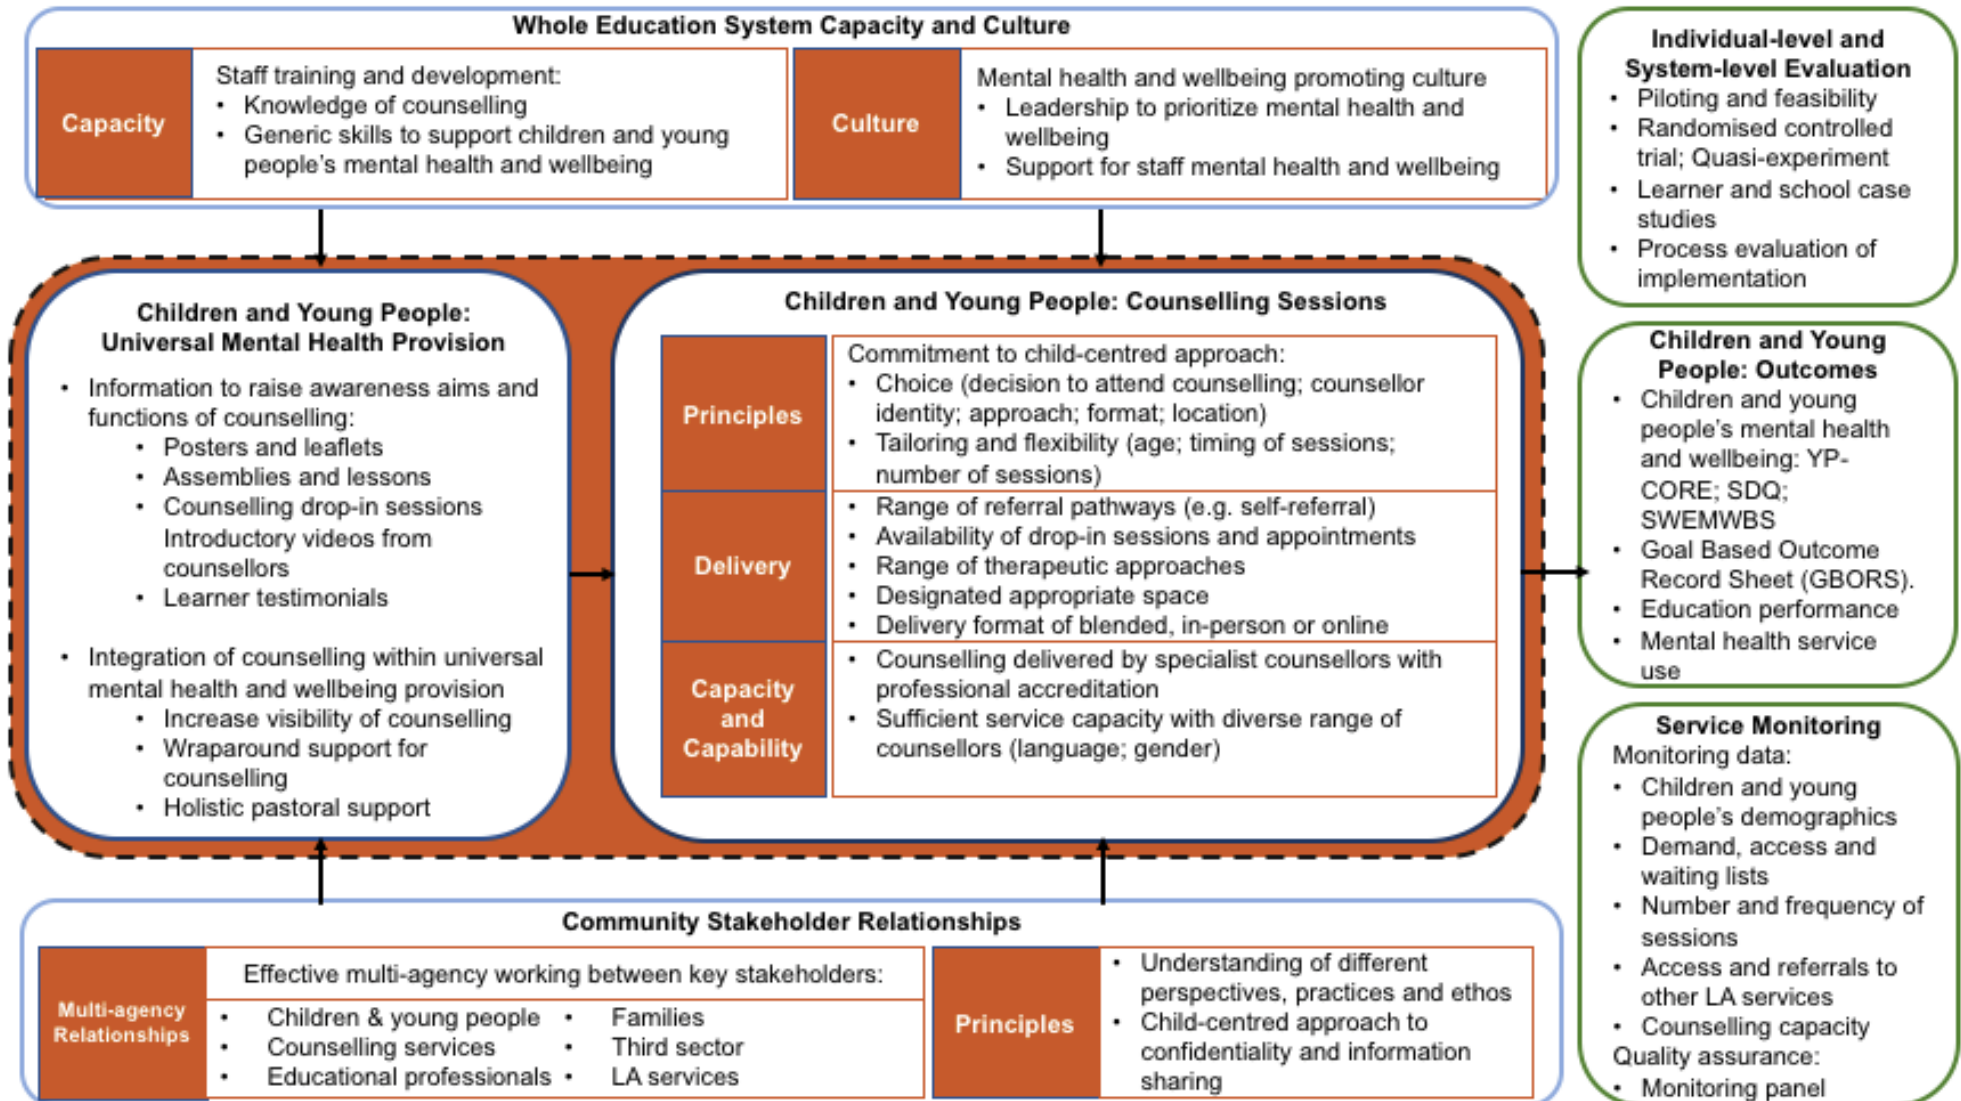 Whole Education System Capacity and Culture
Capacity
Staff training and development:
• Knowledge of counselling
• Generic skills to support children and young
people's mental health and wellbeing
Culture
Mental health and wellbeing promoting culture
• Leadership to prioritize mental health and
wellbeing
• Support for staff mental health and wellbeing
Children and Young People:
Universal Mental Health Provision
• Information to raise awareness aims and
functions of counselling:
• Posters and leaflets
• Assemblies and lessons
• Counselling drop-in sessions
Introductory videos from
counsellors
• Learner testimonials
• Integration of counselling within universal
mental health and wellbeing provision
• Increase visibility of counselling
• Wraparound support for
counselling
• Holistic pastoral support
Children and Young People: Counselling Sessions
Principles
Commitment to child-centred approach:
• Choice (decision to attend counselling; counsellor
identity; approach; format; location)
• Tailoring and flexibility (age; timing of sessions;
number of sessions)
Delivery
• Range of referral pathways (e.g. self-referral)
• Availability of drop-in sessions and appointments
• Range of therapeutic approaches
• Designated appropriate space
• Delivery format of blended, in-person or online
Capacity
and
Capability
• Counselling delivered by specialist counsellors with
professional accreditation
• Sufficient service capacity with diverse range of
counsellors (language; gender)
Community Stakeholder Relationships
Multi-agency
Relationships
Effective multi-agency working between key stakeholders:
• Children & young people
• Counselling services
• Educational professionals
• Families
• Third sector
• LA services
Principles
• Understanding of different
perspectives, practices and ethos
• Child-centred approach to
confidentiality and information
sharing
Individual-level and
System-level Evaluation
• Piloting and feasibility
• Randomised controlled
trial; Quasi-experiment
• Learner and school case
studies
• Process evaluation of
implementation
Children and Young
People: Outcomes
• Children and young
people's mental health
and wellbeing: YP-
CORE; SDQ;
SWEMWBS
• Goal Based Outcome
Record Sheet (GBORS).
• Education performance
• Mental health service
use
Service Monitoring
Monitoring data:
• Children and young
people's demographics
• Demand, access and
waiting lists
• Number and frequency of
sessions
• Access and referrals to
other LA services
• Counselling capacity
Quality assurance:
• Monitoring panel